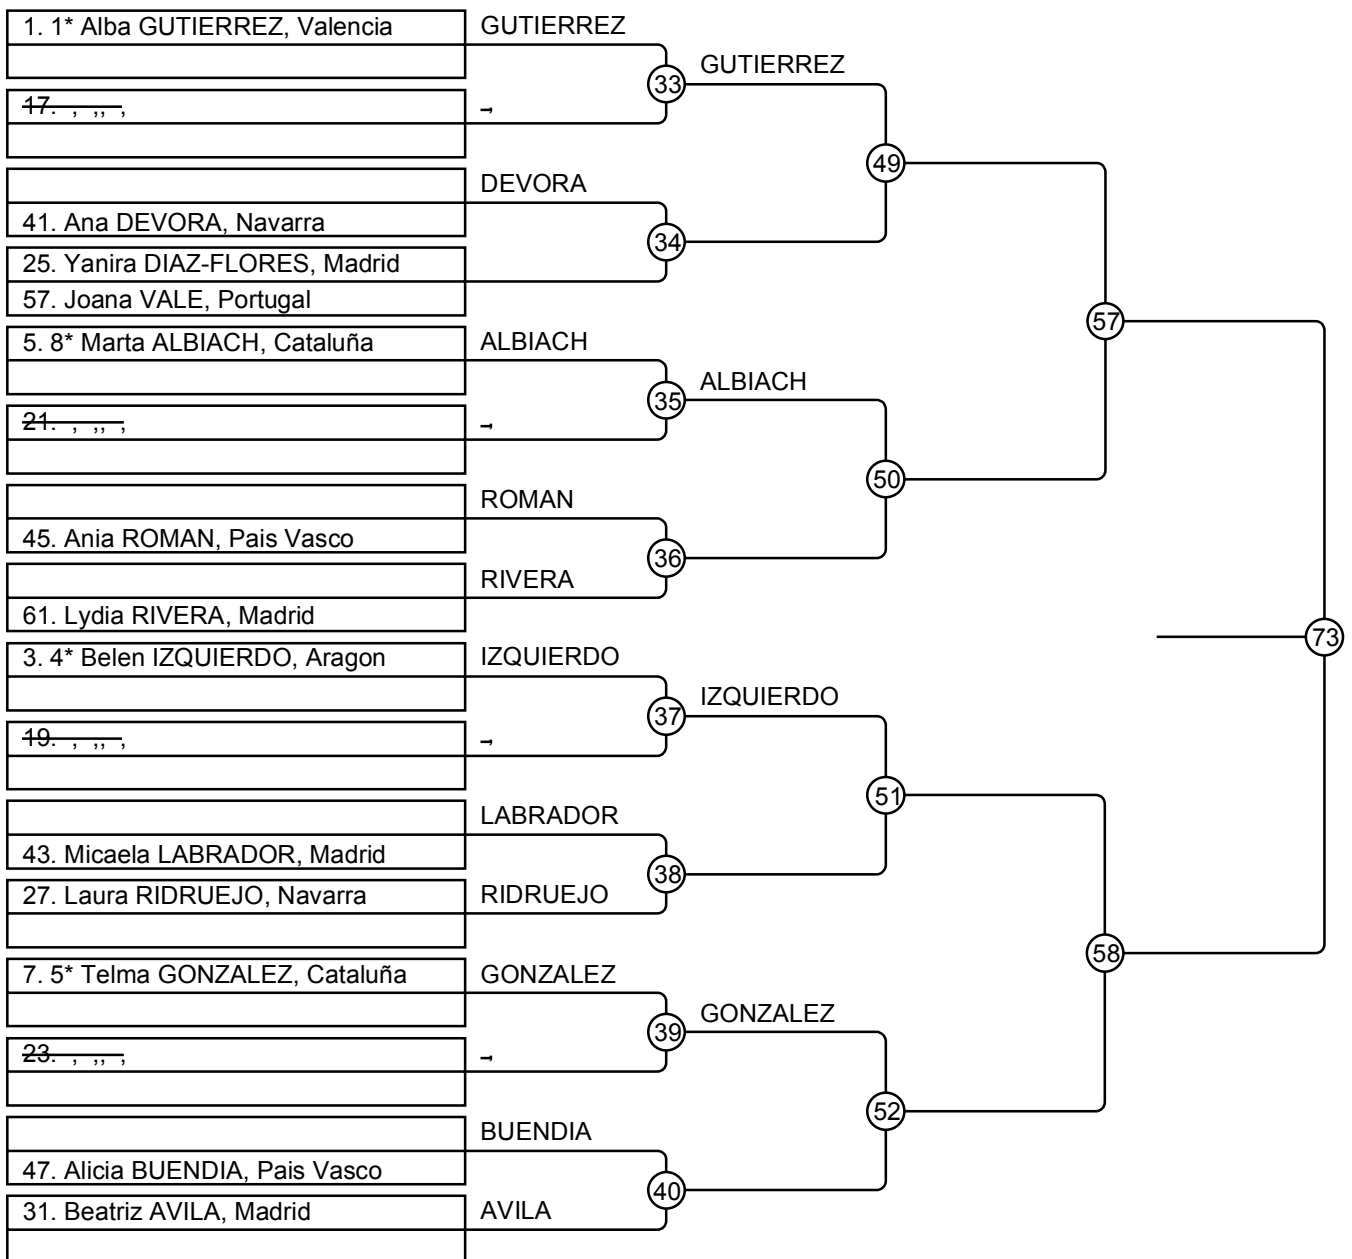 1. 1* Alba GUTIERREZ, Valencia
GUTIERREZ
33
GUTIERREZ
17. , ,, ,
,
49
DEVORA
41. Ana DEVORA, Navarra
34
25. Yanira DIAZ-FLORES, Madrid
57. Joana VALE, Portugal
57
5. 8* Marta ALBIACH, Cataluña
ALBIACH
35
ALBIACH
21. , ,, ,
,
50
ROMAN
45. Ania ROMAN, Pais Vasco
36
RIVERA
61. Lydia RIVERA, Madrid
73
3. 4* Belen IZQUIERDO, Aragon
IZQUIERDO
37
IZQUIERDO
19. , ,, ,
,
51
LABRADOR
43. Micaela LABRADOR, Madrid
38
27. Laura RIDRUEJO, Navarra
RIDRUEJO
58
7. 5* Telma GONZALEZ, Cataluña
GONZALEZ
39
GONZALEZ
23. , ,, ,
,
52
BUENDIA
47. Alicia BUENDIA, Pais Vasco
40
31. Beatriz AVILA, Madrid
AVILA